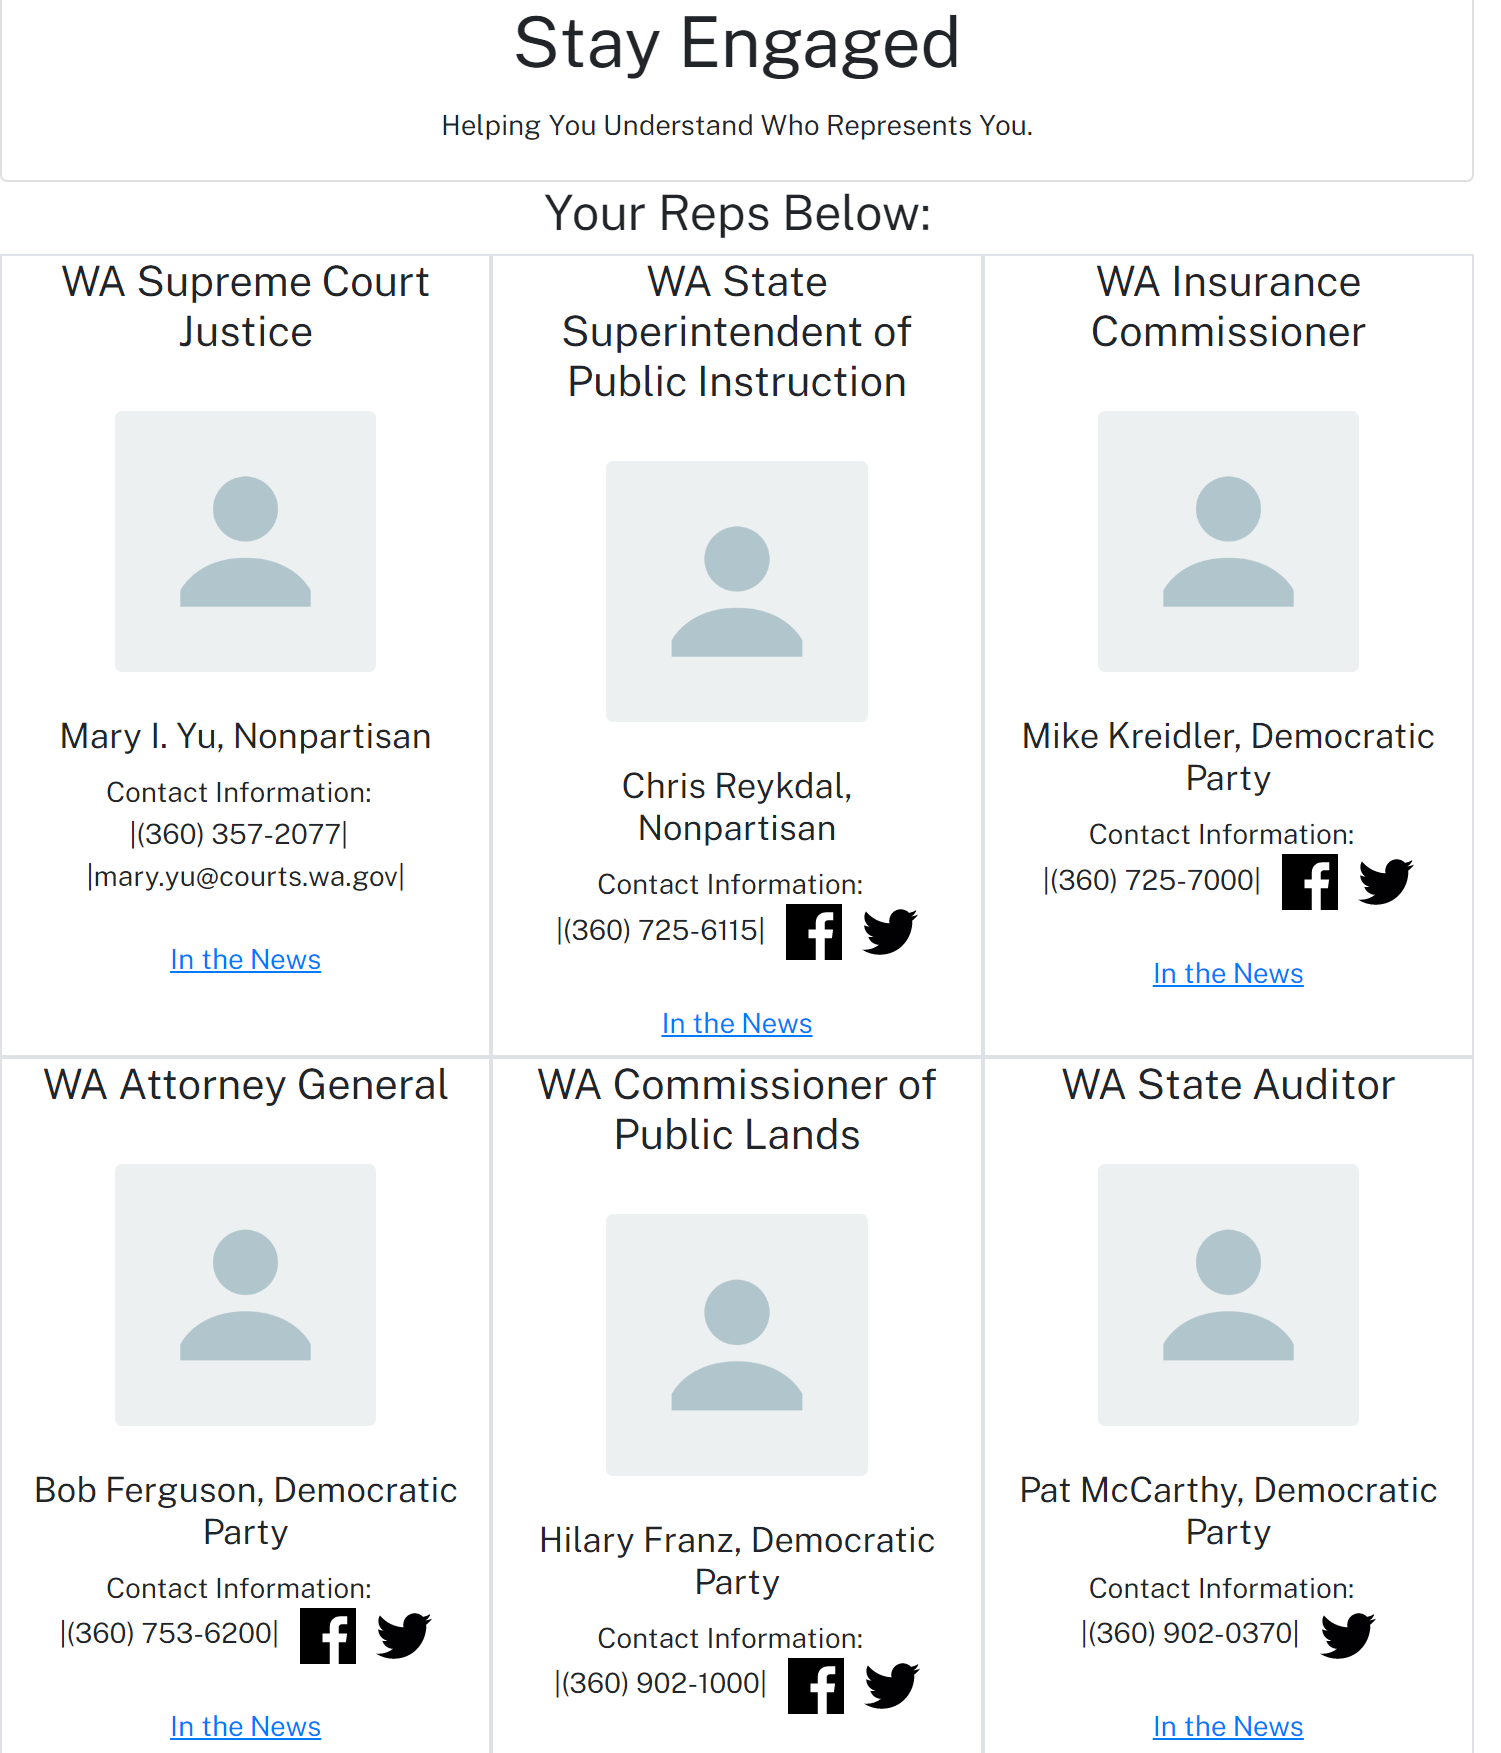 Stay Engaged
Helping You Understand Who Represents You.
Your Reps Below:
WA Supreme Court
Justice
Mary I. Yu, Nonpartisan
Contact Information:
|(360) 357-2077|
|mary.yu@courts.wa.gov|
In the News
WA State
Superintendent of
Public Instruction
Chris Reykdal,
Nonpartisan
Contact Information:
|(360) 725-6115|
In the News
WA Insurance
Commissioner
Mike Kreidler, Democratic
Party
Contact Information:
|(360) 725-7000|
In the News
WA Attorney General
Bob Ferguson, Democratic
Party
Contact Information:
|(360) 753-6200|
In the News
WA Commissioner of
Public Lands
Hilary Franz, Democratic
Party
Contact Information:
|(360) 902-1000|
WA State Auditor
Pat McCarthy, Democratic
Party
Contact Information:
|(360) 902-0370|
In the News